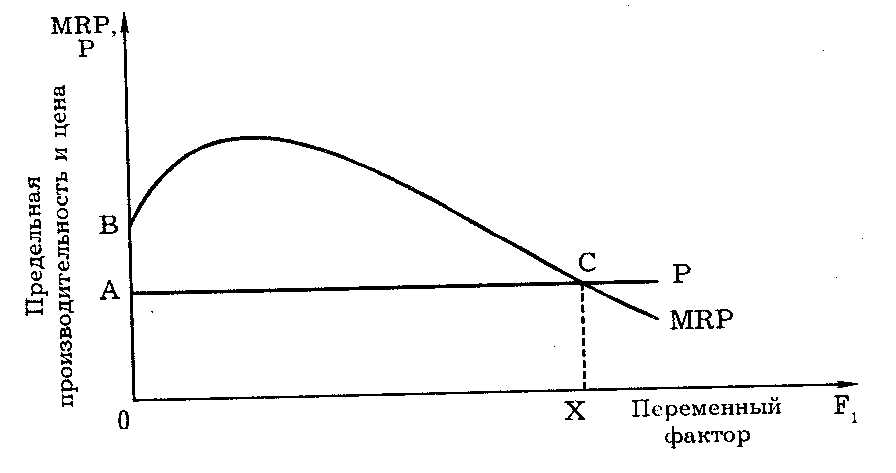 MRP,
P
Предельная
производительность и цена
B
A
C
P
MRP
0
X
Переменный
фактор
F₁